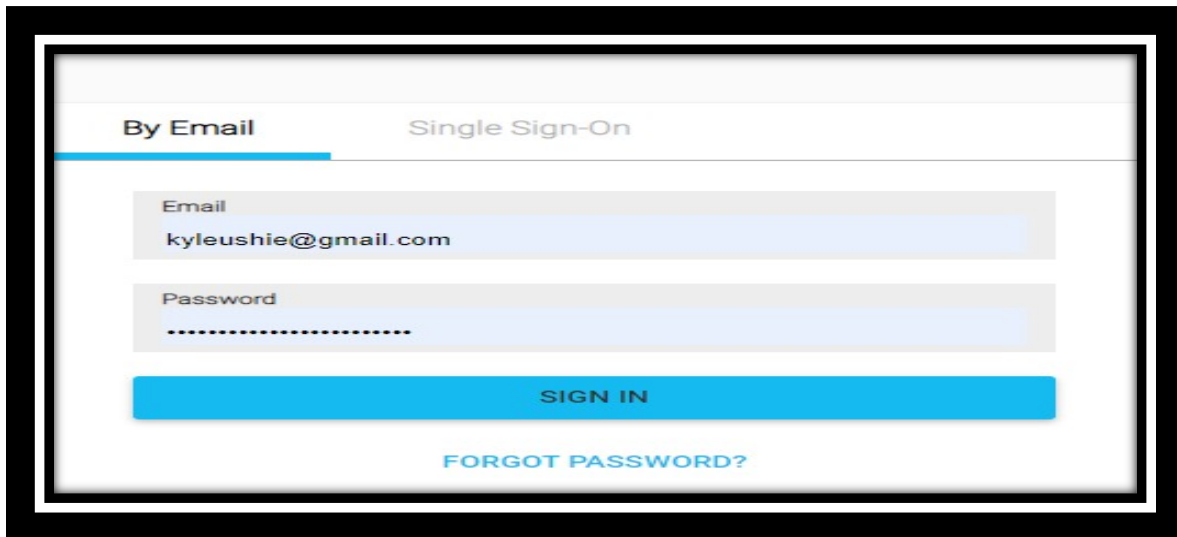 By Email Single Sign-On
Email
kyleushie@gmail.com
Password
••••••••••••••••••••••••
SIGN IN
FORGOT PASSWORD?